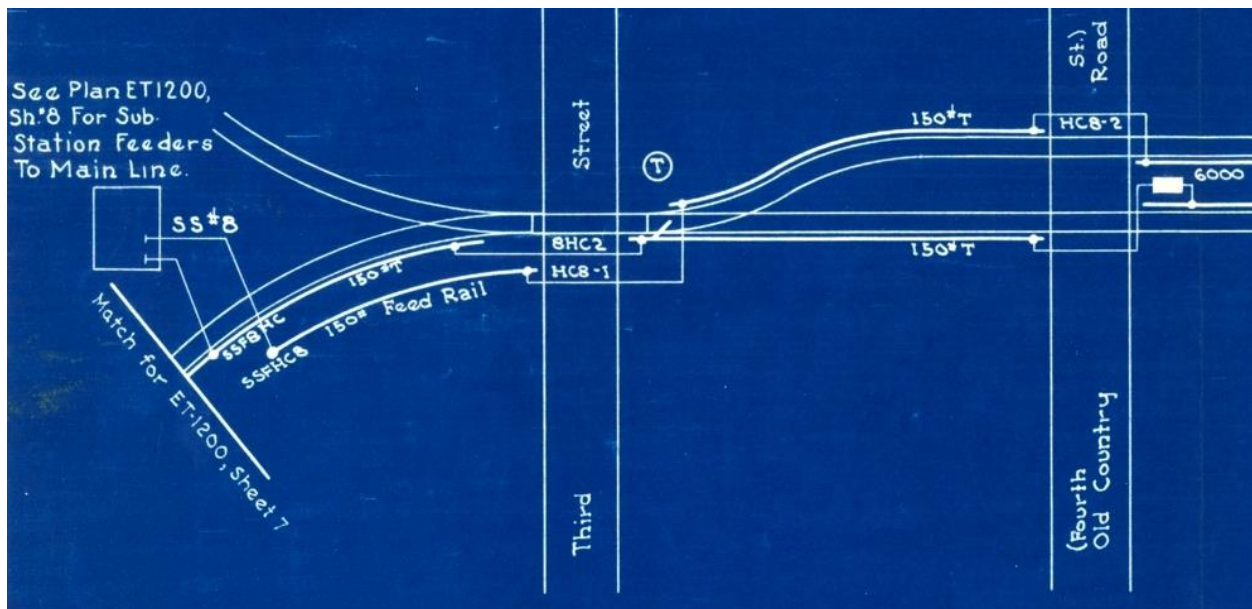 See Plan ET1200,
Sh.#8 For Sub-
Station Feeders
To Main Line.
SS#8
Match for ET-1200, Sheet 7
SSF8HC
150#T
SSFHC8
150# Feed Rail
Street
Third
8HC2
HC8-1
T
150#T
150#T
St.)
Road
HC8-2
6000
(Fourth
Old Country